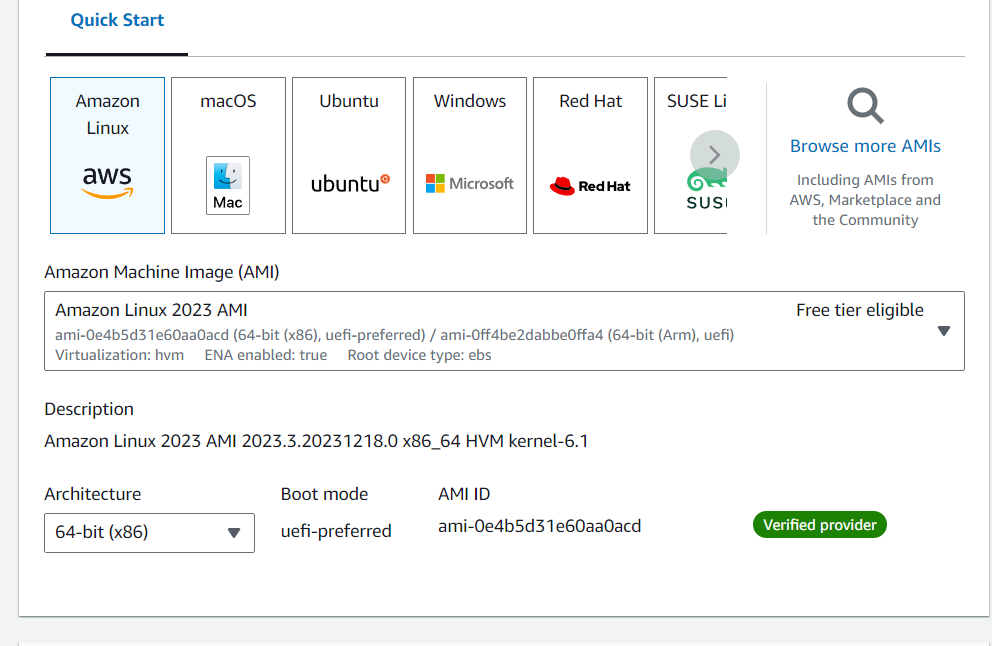 Quick Start
Amazon
Linux
aws
macOS
Mac
Ubuntu
ubuntu
Windows
Microsoft
Red Hat
Red Hat
SUSE Li
SUS
Browse more AMIs
Including AMIs from
AWS, Marketplace and
the Community
Amazon Machine Image (AMI)
Amazon Linux 2023 AMI
Free tier eligible
ami-0e4b5d31e60aa0acd (64-bit (x86), uefi-preferred) / ami-0ff4be2dabbe0ffa4 (64-bit (Arm), uefi)
Virtualization: hvm ENA enabled: true Root device type: ebs
Description
Amazon Linux 2023 AMI 2023.3.20231218.0 x86_64 HVM kernel-6.1
Architecture
64-bit (x86)
Boot mode
uefi-preferred
AMI ID
ami-0e4b5d31e60aa0acd
Verified provider